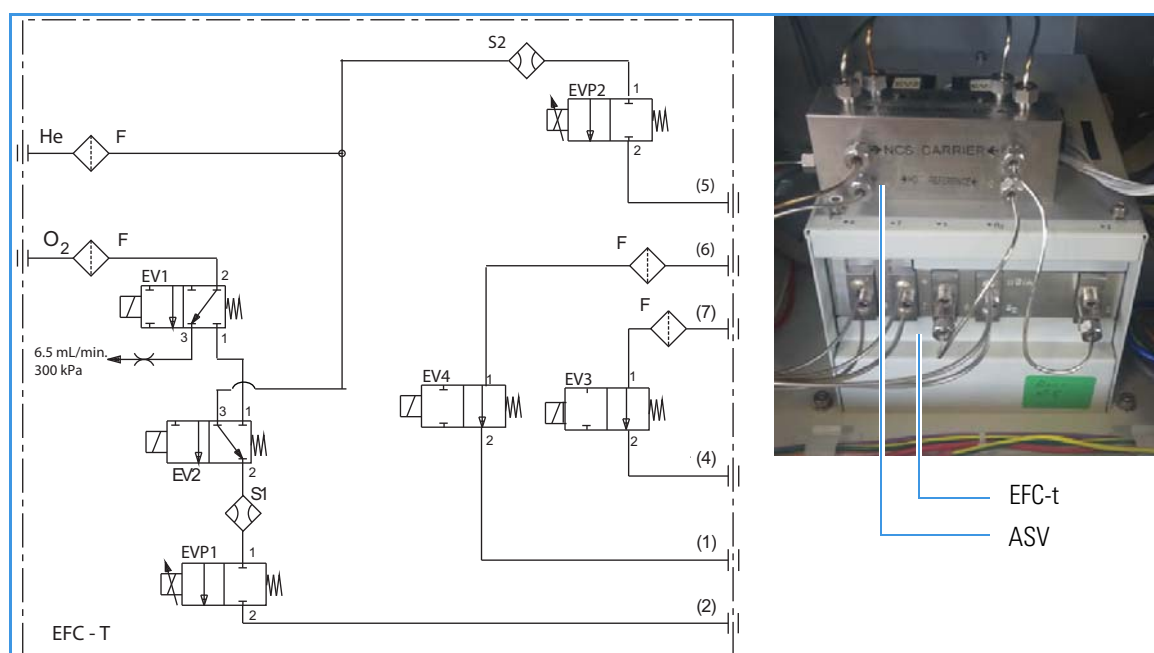 S2
1
EVP2
2
He
F
(5)
O2
F
F
(6)
2
EV1
F
(7)
3
1
6.5 mL/min.
300 kPa
EV4
1
EV3
1
3
1
2
2
(4)
EV2
2
S1
(1)
EVP1
1
(2)
2
EFC - T
NCS CARRIER
REFERENCE
EFC-t
ASV